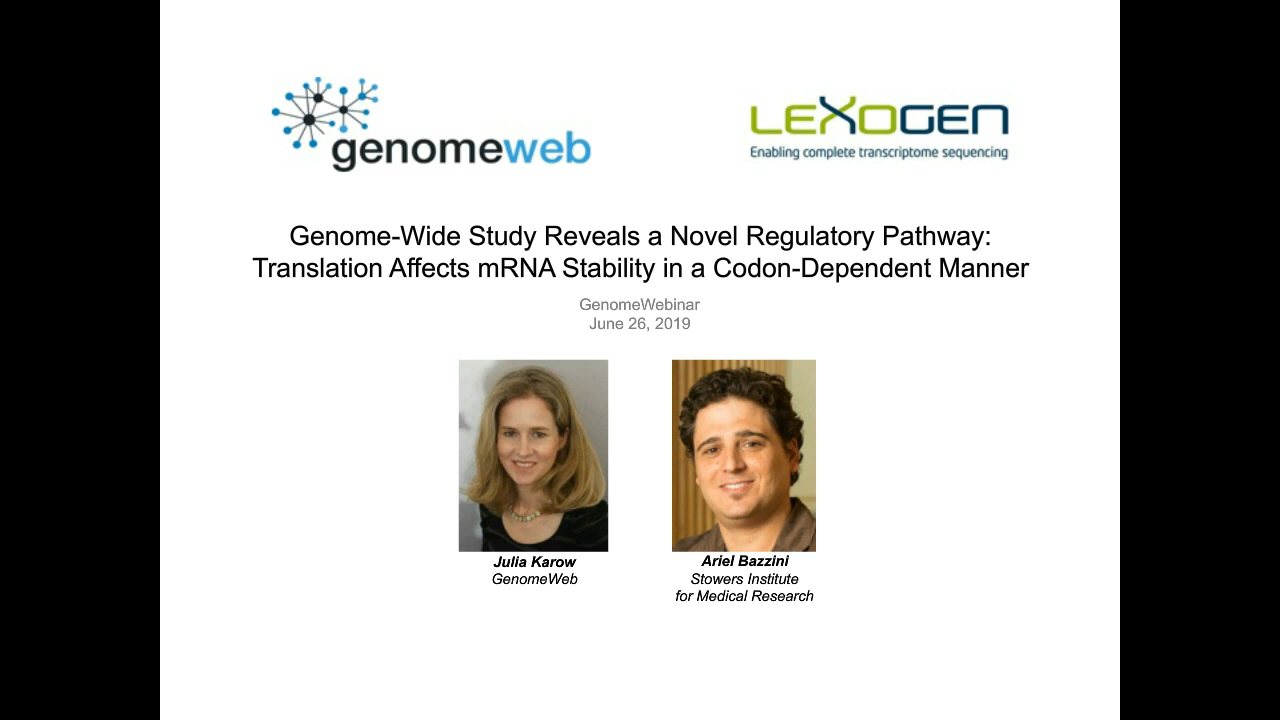 genomeweb
LEXOGEN
Enabling complete transcriptome sequencing
Genome-Wide Study Reveals a Novel Regulatory Pathway:
Translation Affects mRNA Stability in a Codon-Dependent Manner
GenomeWebinar
June 26, 2019
Julia Karow
GenomeWeb
Ariel Bazzini
Stowers Institute
for Medical Research